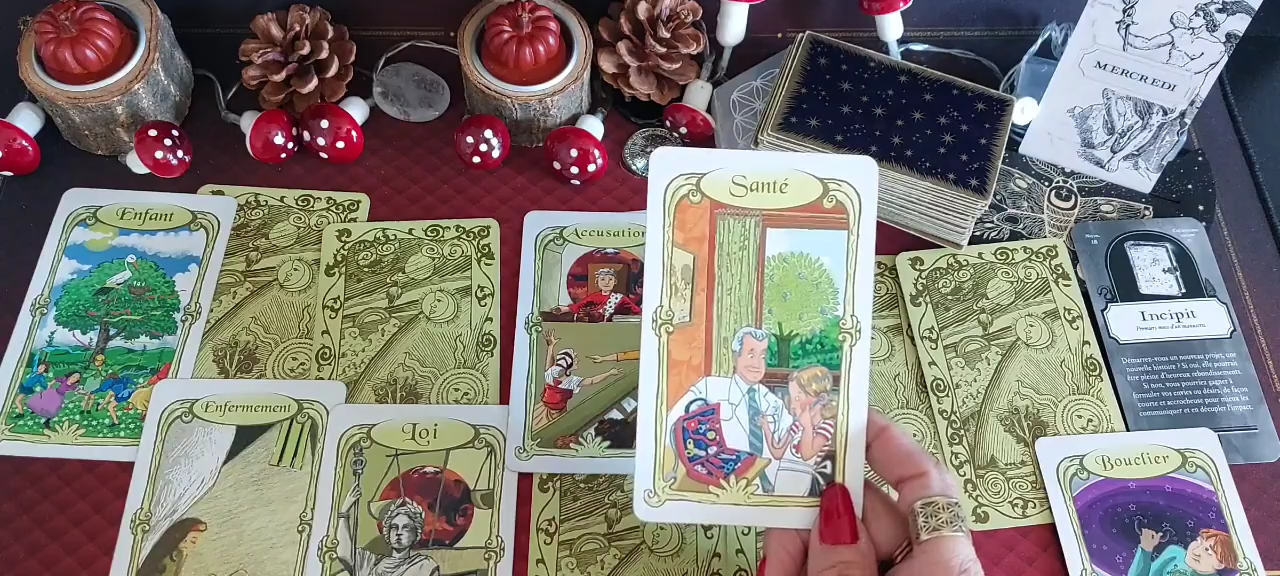 MERCREDI
Enfant
Accusation
Santé
Incipit
Premiers mots d'un manuscrit.
Démarrez-vous un nouveau projet, une
nouvelle histoire ? Si oui, elle pourrait
être pleine d'heureux rebondissements.
Si non, vous pourriez gagner à
formuler vos envies ou désirs, de façon
courte et accrocheuse pour mieux les
communiquer et en décupler l'impact.
Enfermement
Loi
Bouclier